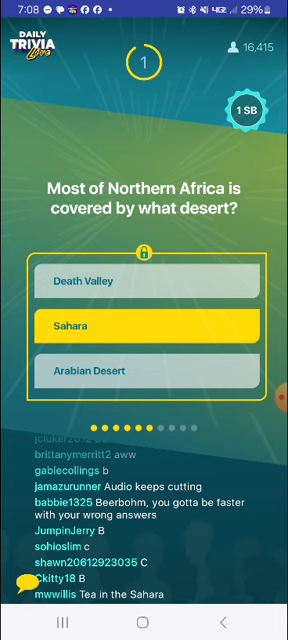 7:08
29%
DAILY
TRIVIA
Live
1
16,415
1 SB
Most of Northern Africa is
covered by what desert?
Death Valley
Sahara
Arabian Desert
brittanymerritt2 aww
gablecollings b
jamazurunner Audio keeps cutting
babbie1325 Beerbohm, you gotta be faster
with your wrong answers
JumpinJerry B
sohioslim c
shawn20612923035 C
Ckitty18 B
mwwillis Tea in the Sahara